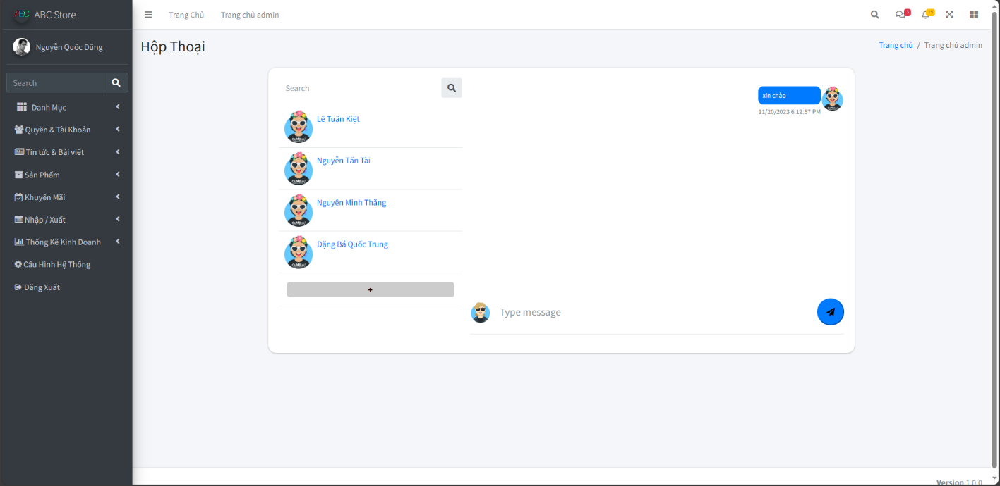 AEC ABC Store
Nguyễn Quốc Dũng
Search
Danh Mục
Quyền & Tài Khoản
Tin tức & Bài viết
Sản Phẩm
Khuyến Mãi
Nhập / Xuất
Thống Kê Kinh Doanh
Cấu Hình Hệ Thống
Đăng Xuất
Trang Chủ Trang chủ admin
3 15
Hộp Thoại
Trang chủ / Trang chủ admin
Search
Lê Tuấn Kiệt
Nguyễn Tấn Tài
Nguyễn Minh Thắng
Đặng Bá Quốc Trung
+
xin chào
11/20/2023 6:12:57 PM
Type message
Version 1.0.0